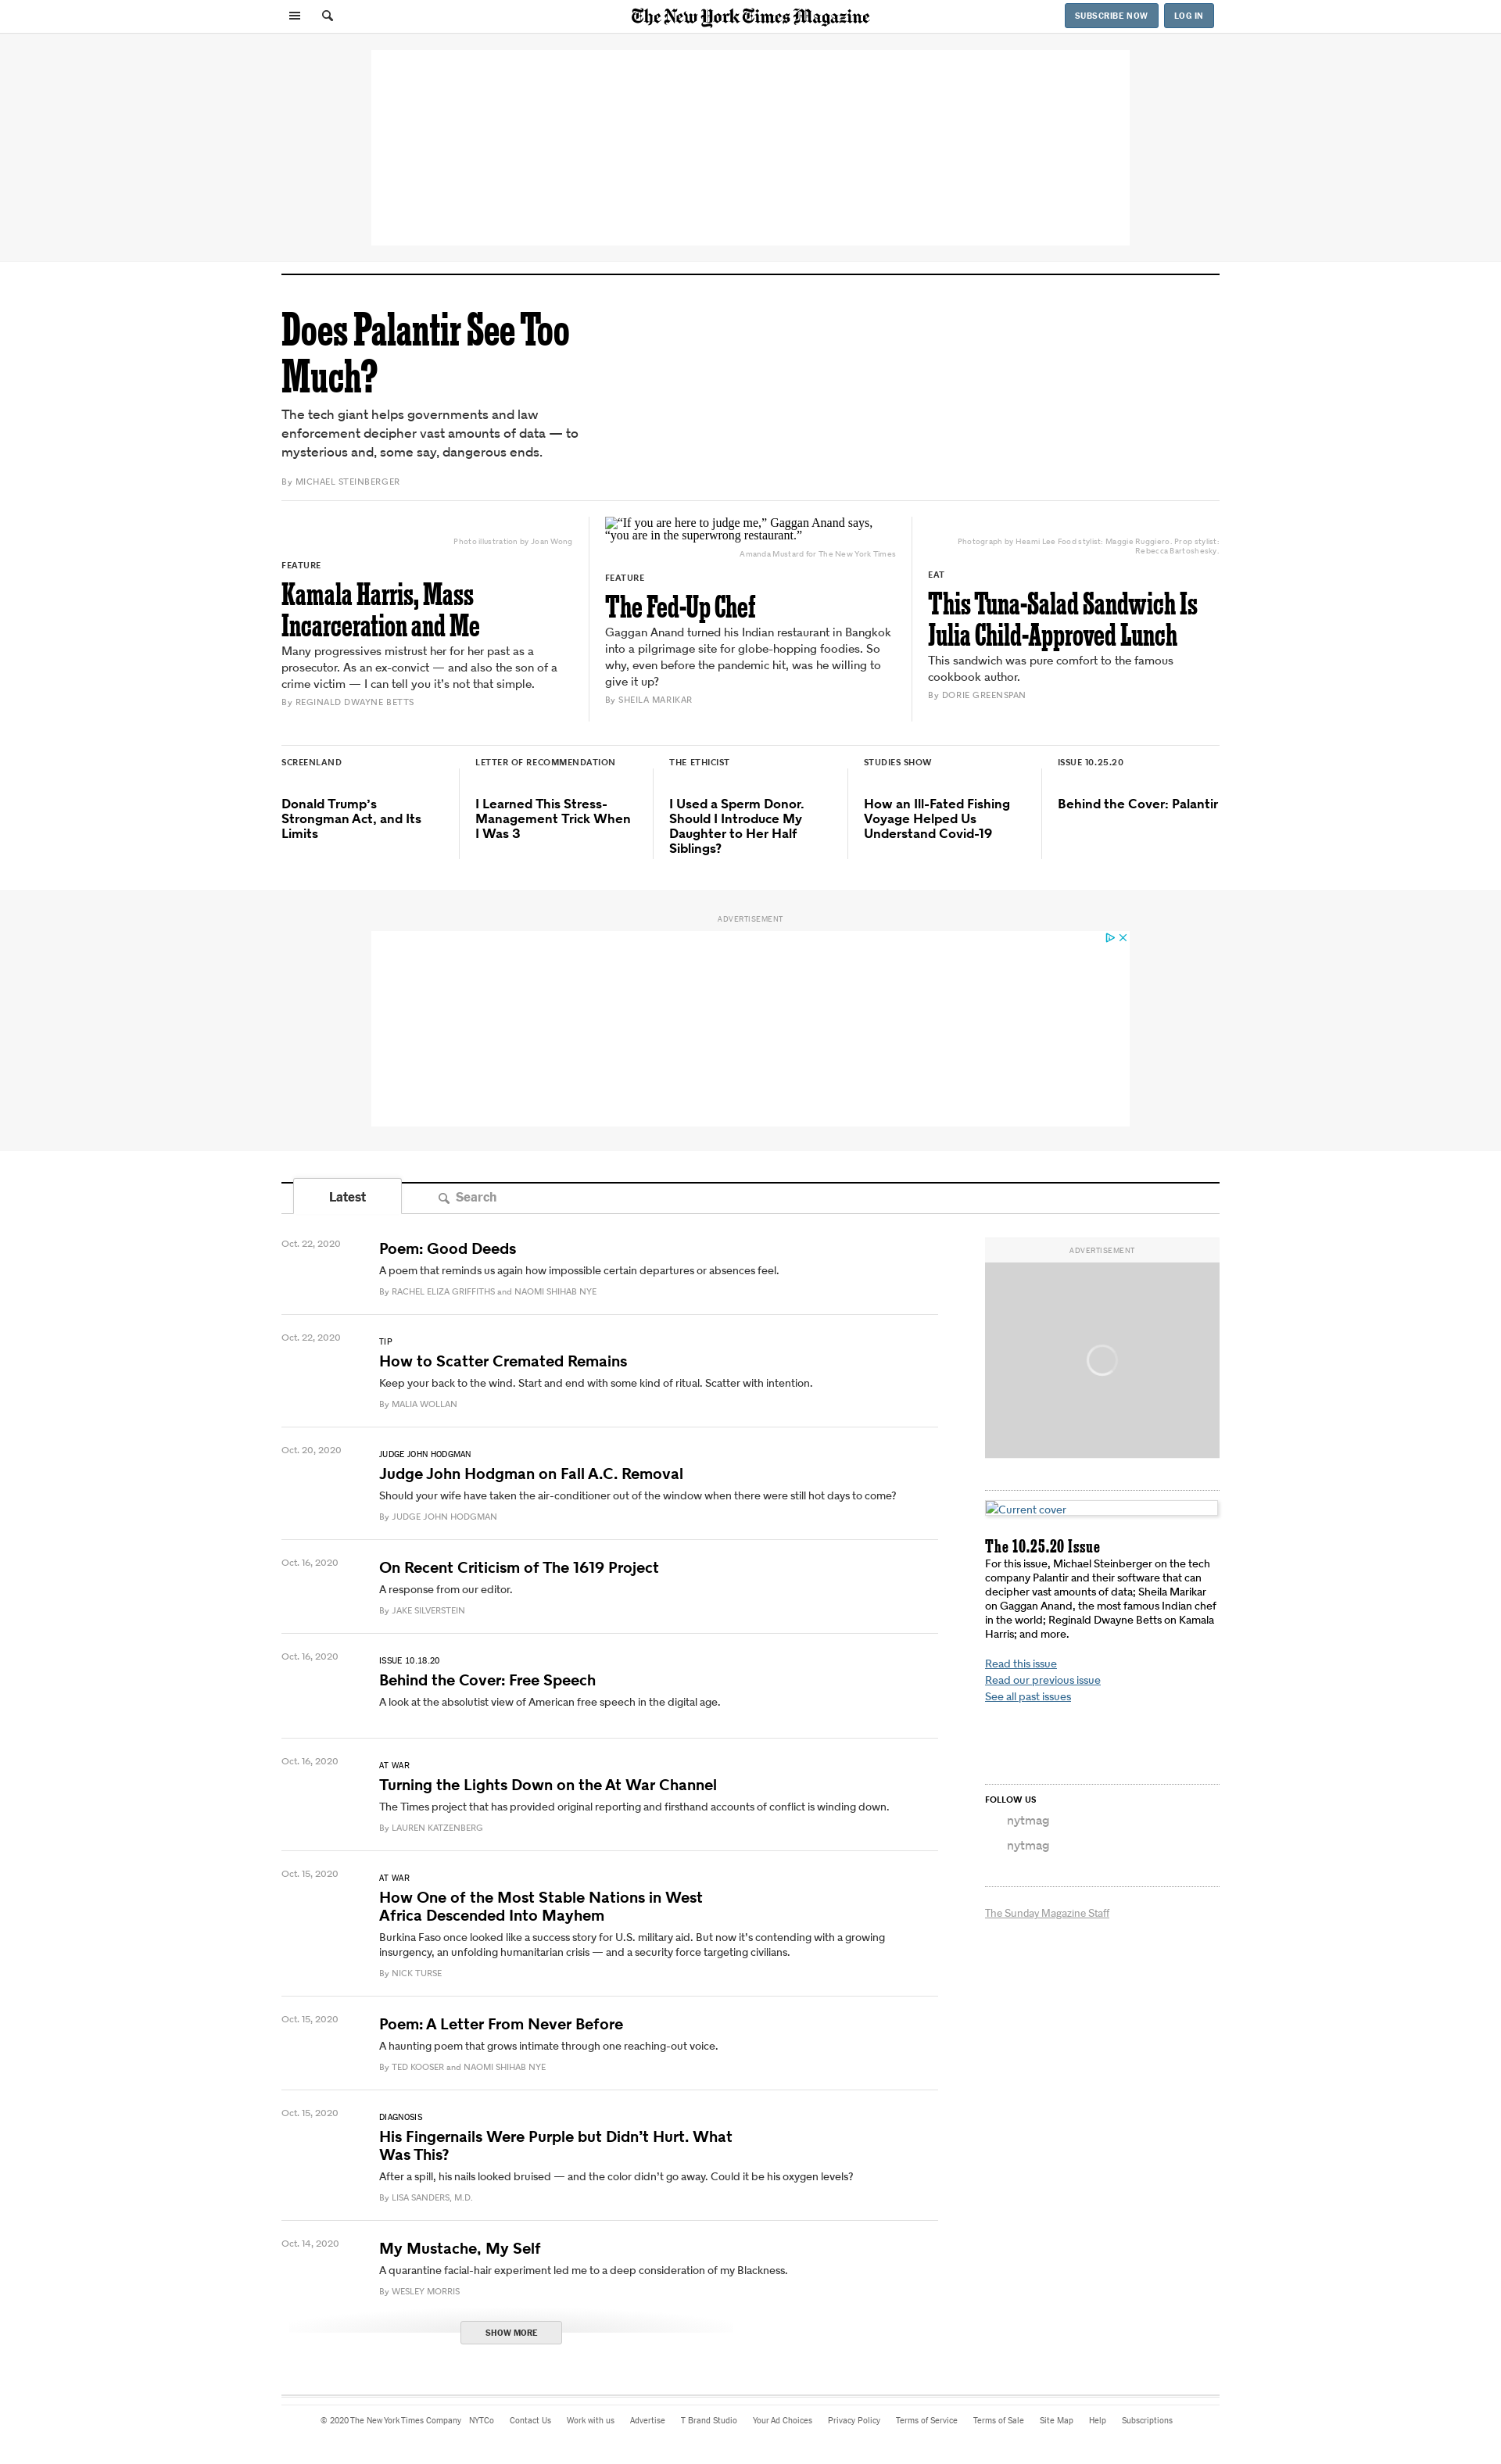 The New York Times Magazine
SUBSCRIBE NOW
LOG IN
Does Palantir See Too
Much?
The tech giant helps governments and law
enforcement decipher vast amounts of data — to
mysterious and, some say, dangerous ends.
By MICHAEL STEINBERGER
Photo illustration by Joan Wong
FEATURE
Kamala Harris, Mass
Incarceration and Me
Many progressives mistrust her for her past as a
prosecutor. As an ex-convict — and also the son of a
crime victim — I can tell you it’s not that simple.
By REGINALD DWAYNE BETTS
“If you are here to judge me,” Gaggan Anand says,
“you are in the superwrong restaurant.”
Amanda Mustard for The New York Times
FEATURE
The Fed-Up Chef
Gaggan Anand turned his Indian restaurant in Bangkok
into a pilgrimage site for globe-hopping foodies. So
why, even before the pandemic hit, was he willing to
give it up?
By SHEILA MARIKAR
Photograph by Heami Lee Food stylist: Maggie Ruggiero. Prop stylist:
Rebecca Bartoshesky.
EAT
This Tuna-Salad Sandwich Is
Julia Child-Approved Lunch
This sandwich was pure comfort to the famous
cookbook author.
By DORIE GREENSPAN
SCREENLAND
Donald Trump’s
Strongman Act, and Its
Limits
LETTER OF RECOMMENDATION
I Learned This Stress-
Management Trick When
I Was 3
THE ETHICIST
I Used a Sperm Donor.
Should I Introduce My
Daughter to Her Half
Siblings?
STUDIES SHOW
How an Ill-Fated Fishing
Voyage Helped Us
Understand Covid-19
ISSUE 10.25.20
Behind the Cover: Palantir
ADVERTISEMENT
Latest
Search
Oct. 22, 2020
Poem: Good Deeds
A poem that reminds us again how impossible certain departures or absences feel.
By RACHEL ELIZA GRIFFITHS and NAOMI SHIHAB NYE
Oct. 22, 2020
TIP
How to Scatter Cremated Remains
Keep your back to the wind. Start and end with some kind of ritual. Scatter with intention.
By MALIA WOLLAN
Oct. 20, 2020
JUDGE JOHN HODGMAN
Judge John Hodgman on Fall A.C. Removal
Should your wife have taken the air-conditioner out of the window when there were still hot days to come?
By JUDGE JOHN HODGMAN
Oct. 16, 2020
On Recent Criticism of The 1619 Project
A response from our editor.
By JAKE SILVERSTEIN
Oct. 16, 2020
ISSUE 10.18.20
Behind the Cover: Free Speech
A look at the absolutist view of American free speech in the digital age.
Oct. 16, 2020
AT WAR
Turning the Lights Down on the At War Channel
The Times project that has provided original reporting and firsthand accounts of conflict is winding down.
By LAUREN KATZENBERG
Oct. 15, 2020
AT WAR
How One of the Most Stable Nations in West
Africa Descended Into Mayhem
Burkina Faso once looked like a success story for U.S. military aid. But now it’s contending with a growing
insurgency, an unfolding humanitarian crisis — and a security force targeting civilians.
By NICK TURSE
Oct. 15, 2020
Poem: A Letter From Never Before
A haunting poem that grows intimate through one reaching-out voice.
By TED KOOSER and NAOMI SHIHAB NYE
Oct. 15, 2020
DIAGNOSIS
His Fingernails Were Purple but Didn’t Hurt. What
Was This?
After a spill, his nails looked bruised — and the color didn’t go away. Could it be his oxygen levels?
By LISA SANDERS, M.D.
Oct. 14, 2020
My Mustache, My Self
A quarantine facial-hair experiment led me to a deep consideration of my Blackness.
By WESLEY MORRIS
SHOW MORE
ADVERTISEMENT
Current cover
The 10.25.20 Issue
For this issue, Michael Steinberger on the tech
company Palantir and their software that can
decipher vast amounts of data; Sheila Marikar
on Gaggan Anand, the most famous Indian chef
in the world; Reginald Dwayne Betts on Kamala
Harris; and more.
Read this issue
Read our previous issue
See all past issues
FOLLOW US
nytmag
nytmag
The Sunday Magazine Staff
© 2020 The New York Times Company NYTCo Contact Us Work with us Advertise T Brand Studio Your Ad Choices Privacy Policy Terms of Service Terms of Sale Site Map Help Subscriptions